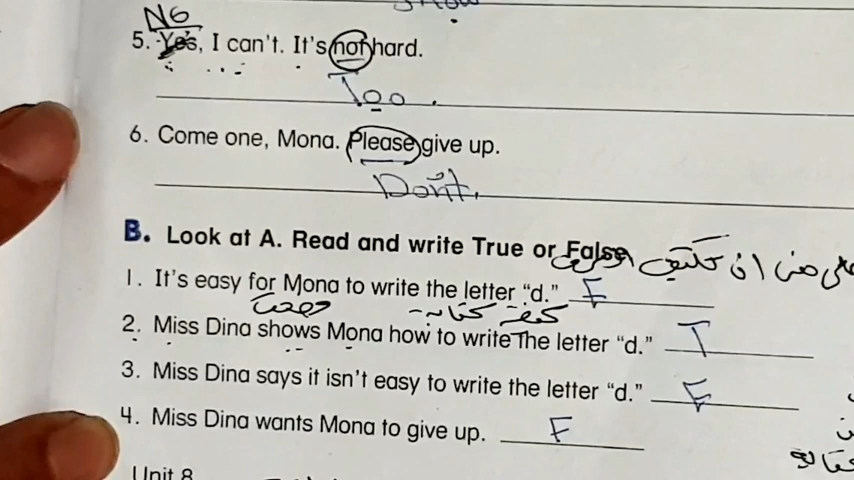 NO
5. Yes, I can't. It's not hard.
Too.
6. Come one, Mona. Please give up.
Don't.
B. Look at A. Read and write True or False
1. It's easy for Mona to write the letter “d.” F
2. Miss Dina shows Mona how to write the letter “d.” T
3. Miss Dina says it isn't easy to write the letter “d.” F
4. Miss Dina wants Mona to give up. F
Unit 8